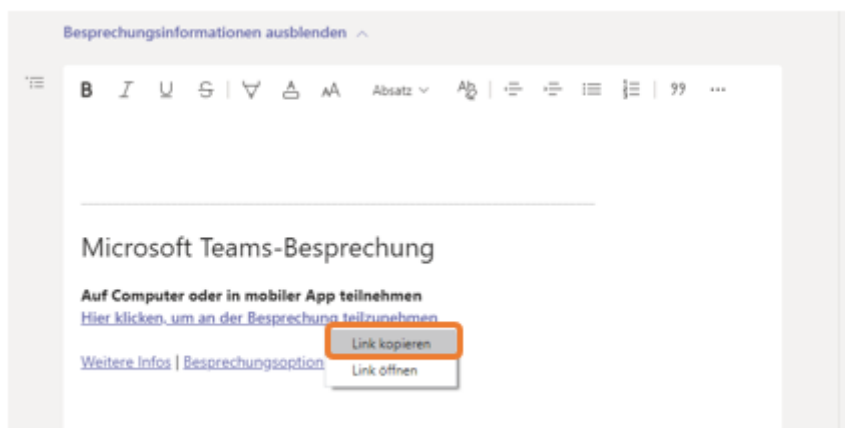 Besprechungsinformationen ausblenden
B I U S A AA Absatz Ab 99 ...
Microsoft Teams-Besprechung
Auf Computer oder in mobiler App teilnehmen
Hier klicken, um an der Besprechung teilzunehmen
Link kopieren
Weitere Infos | Besprechungsoption
Link öffnen